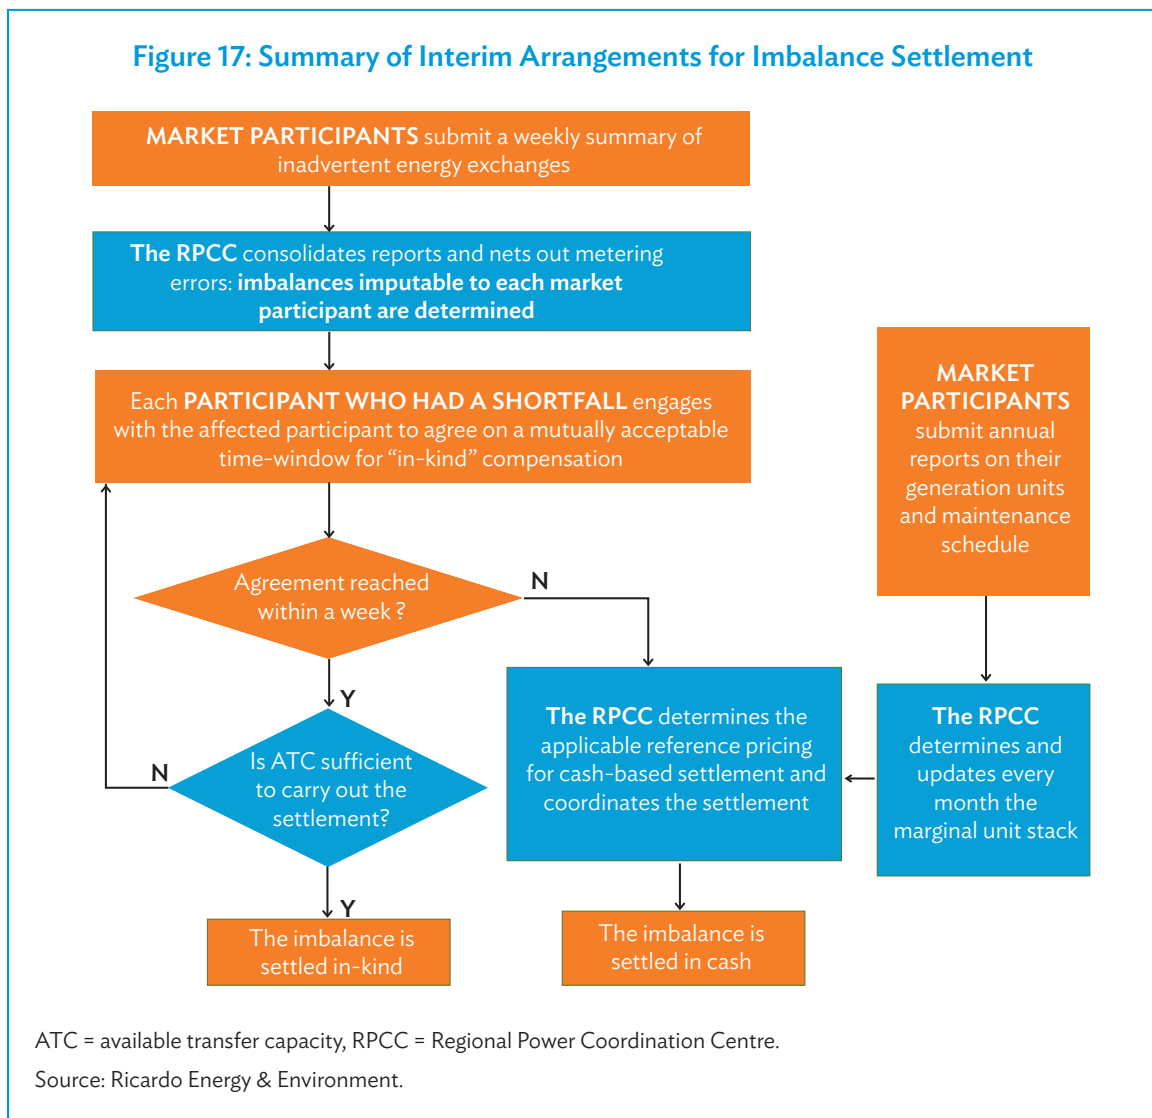 Figure 17: Summary of Interim Arrangements for Imbalance Settlement
MARKET PARTICIPANTS submit a weekly summary of
inadvertent energy exchanges
The RPCC consolidates reports and nets out metering
errors: imbalances imputable to each market
participant are determined
Each PARTICIPANT WHO HAD A SHORTFALL engages
with the affected participant to agree on a mutually acceptable
time-window for “in-kind” compensation
MARKET
PARTICIPANTS
submit annual
reports on their
generation units
and maintenance
schedule
Agreement reached
within a week ?
N
Y
Is ATC sufficient
to carry out the
settlement?
N
Y
The RPCC determines the
applicable reference pricing
for cash-based settlement and
coordinates the settlement
The RPCC
determines and
updates every
month the
marginal unit stack
The imbalance is
settled in-kind
The imbalance is
settled in cash
ATC = available transfer capacity, RPCC = Regional Power Coordination Centre.
Source: Ricardo Energy & Environment.